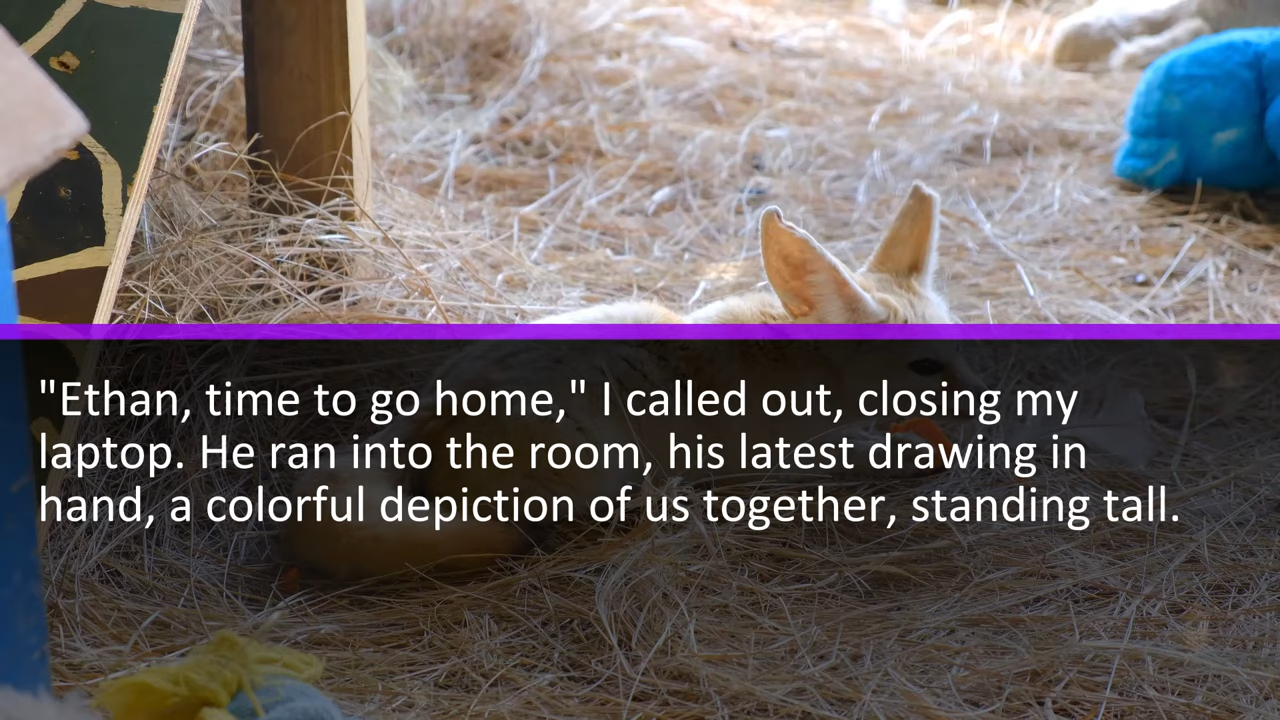 "Ethan, time to go home," I called out, closing my
laptop. He ran into the room, his latest drawing in
hand, a colorful depiction of us together, standing tall.